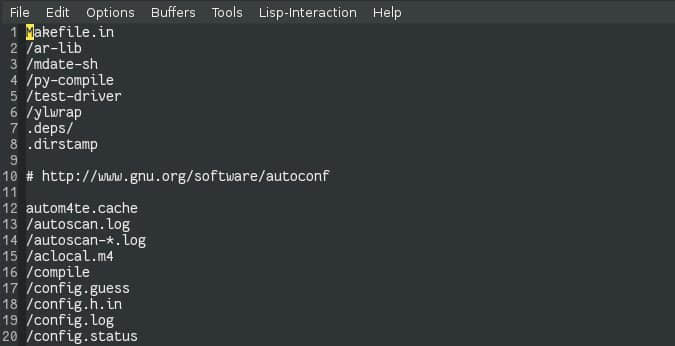 File Edit Options Buffers Tools Lisp-Interaction Help
1 Makefile.in
2 /ar-lib
3 /mdate-sh
4 /py-compile
5 /test-driver
6 /ylwrap
7 .deps/
8 .dirstamp
9
10 # http://www.gnu.org/software/autoconf
11
12 autom4te.cache
13 /autoscan.log
14 /autoscan-*.log
15 /aclocal.m4
16 /compile
17 /config.guess
18 /config.h.in
19 /config.log
20 /config.status